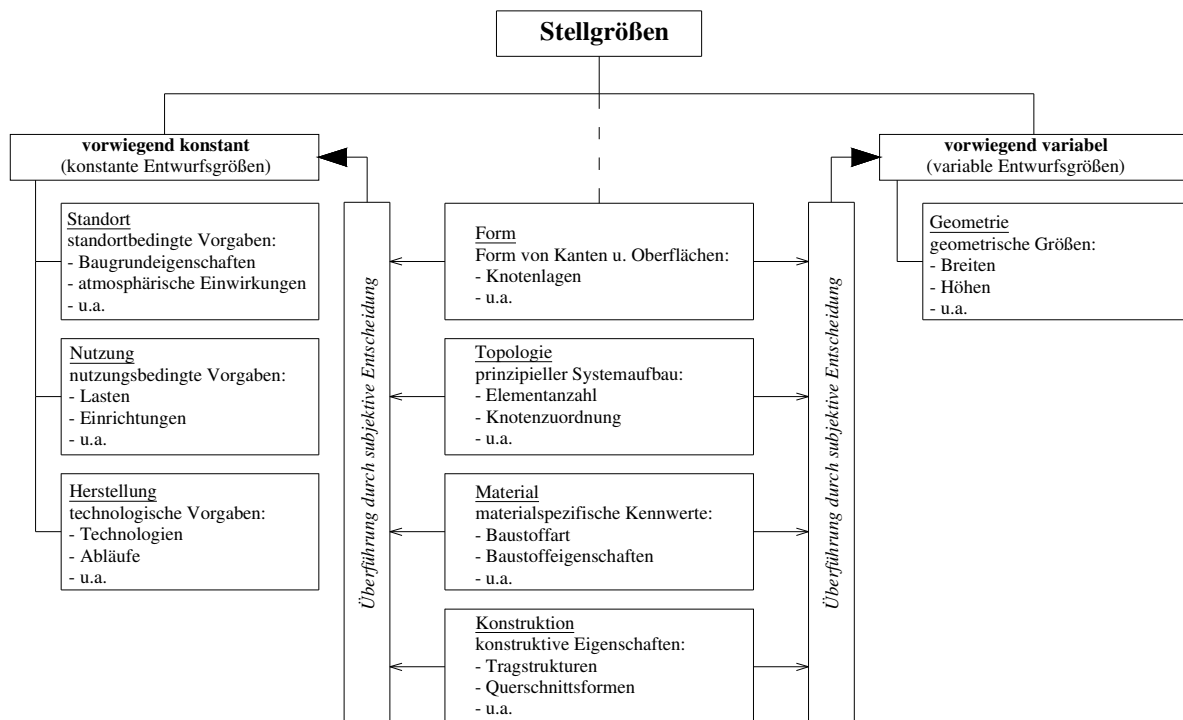 Stellgrößen
vorwiegend konstant
(konstante Entwurfsgrößen)
vorwiegend variabel
(variable Entwurfsgrößen)
Standort
standortbedingte Vorgaben:
- Baugrundeigenschaften
- atmosphärische Einwirkungen
- u.a.
Nutzung
nutzungsbedingte Vorgaben:
- Lasten
- Einrichtungen
- u.a.
Herstellung
technologische Vorgaben:
- Technologien
- Abläufe
- u.a.
Überführung durch subjektive Entscheidung
Form
Form von Kanten u. Oberflächen:
- Knotenlagen
- u.a.
Topologie
prinzipieller Systemaufbau:
- Elementanzahl
- Knotenzuordnung
- u.a.
Material
materialspezifische Kennwerte:
- Baustoffart
- Baustoffeigenschaften
- u.a.
Konstruktion
konstruktive Eigenschaften:
- Tragstrukturen
- Querschnittsformen
- u.a.
Überführung durch subjektive Entscheidung
Geometrie
geometrische Größen:
- Breiten
- Höhen
- u.a.